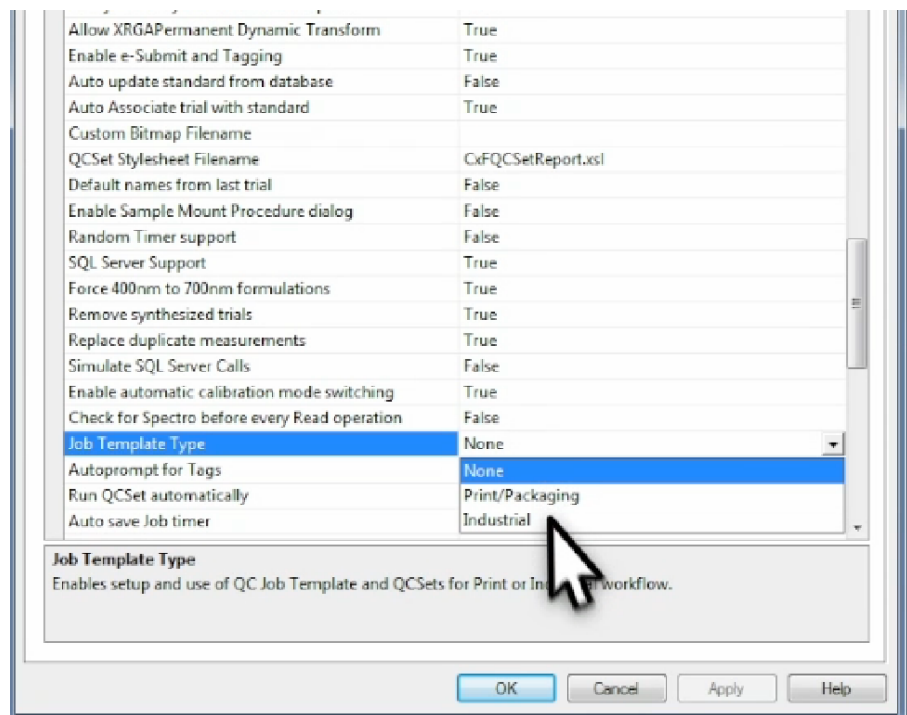 Allow XRGAPermanent Dynamic Transform True
Enable e-Submit and Tagging True
Auto update standard from database False
Auto Associate trial with standard True
Custom Bitmap Filename
QCSet Stylesheet Filename CxFQCSetReport.xsl
Default names from last trial False
Enable Sample Mount Procedure dialog False
Random Timer support False
SQL Server Support True
Force 400nm to 700nm formulations True
Remove synthesized trials True
Replace duplicate measurements True
Simulate SQL Server Calls False
Enable automatic calibration mode switching True
Check for Spectro before every Read operation False
Job Template Type None
Autoprompt for Tags None
Run QCSet automatically Print/Packaging
Auto save Job timer Industrial
Job Template Type
Enables setup and use of QC Job Template and QCSets for Print or workflow.
OK Cancel Apply Help